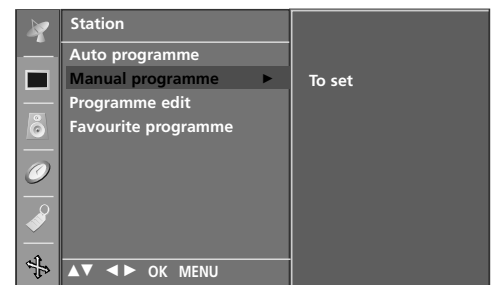 Station
Auto programme
Manual programme ►
To set
Programme edit
Favourite programme
▲▼ ◄► OK MENU